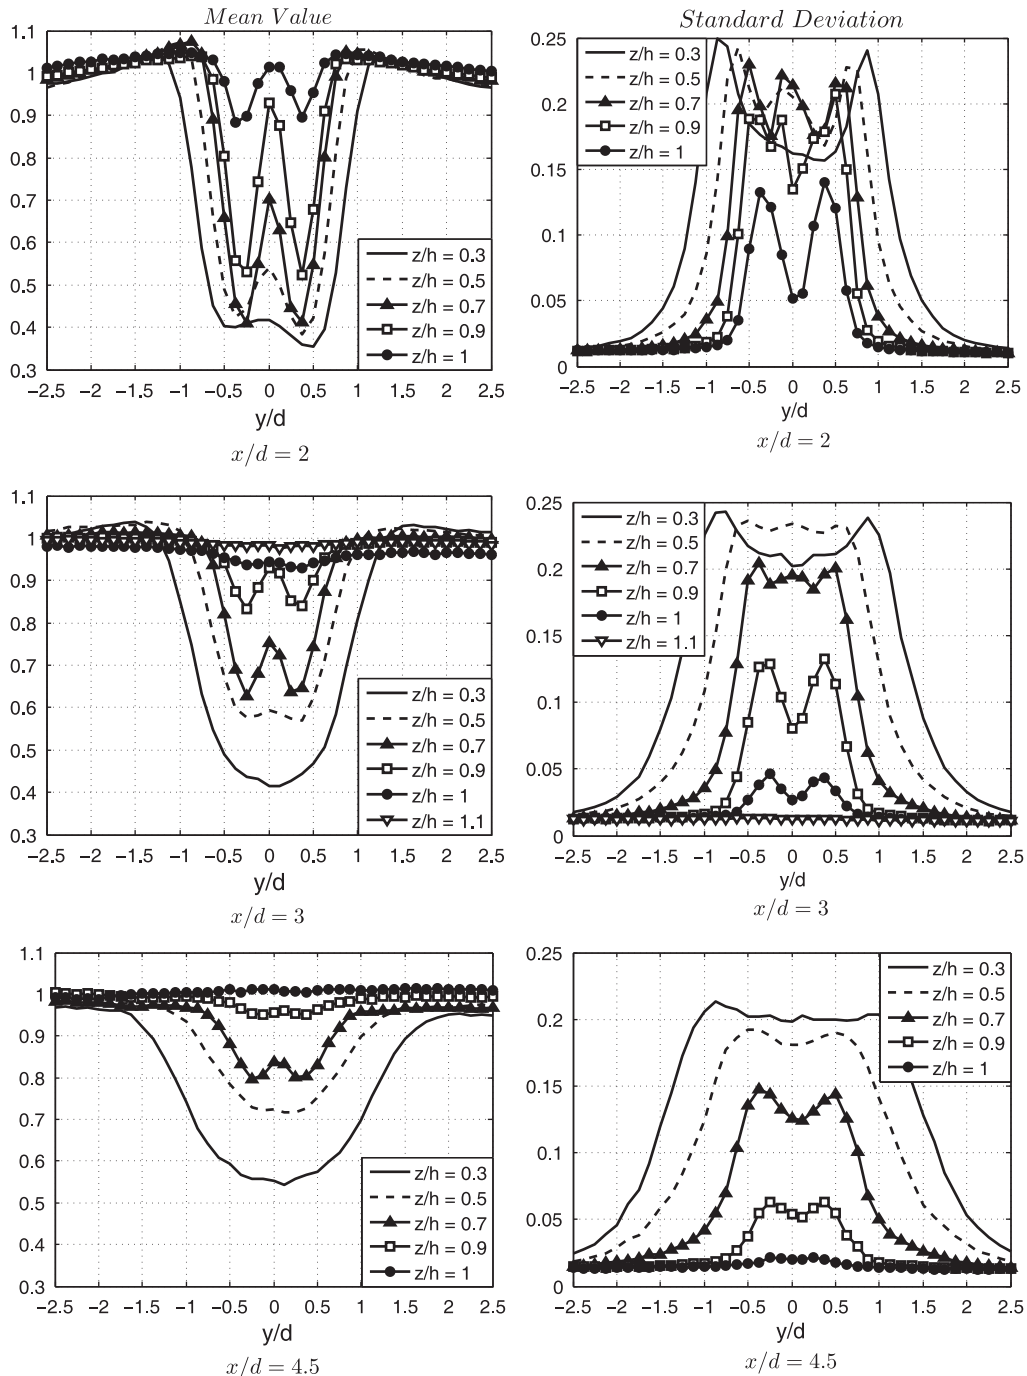 Mean Value
1.1
1
0.9
0.8
0.7
0.6
0.5
0.4
0.3
z/h = 0.3
z/h = 0.5
z/h = 0.7
z/h = 0.9
z/h = 1
−2.5 −2 −1.5 −1 −0.5 0 0.5 1 1.5 2 2.5
y/d
x/d = 2
Standard Deviation
0.25
0.2
0.15
0.1
0.05
0
z/h = 0.3
z/h = 0.5
z/h = 0.7
z/h = 0.9
z/h = 1
−2.5 −2 −1.5 −1 −0.5 0 0.5 1 1.5 2 2.5
y/d
x/d = 2
1.1
1
0.9
0.8
0.7
0.6
0.5
0.4
0.3
z/h = 0.3
z/h = 0.5
z/h = 0.7
z/h = 0.9
z/h = 1
z/h = 1.1
−2.5 −2 −1.5 −1 −0.5 0 0.5 1 1.5 2 2.5
y/d
x/d = 3
0.25
0.2
0.15
0.1
0.05
0
z/h = 0.3
z/h = 0.5
z/h = 0.7
z/h = 0.9
z/h = 1
z/h = 1.1
−2.5 −2 −1.5 −1 −0.5 0 0.5 1 1.5 2 2.5
y/d
x/d = 3
1.1
1
0.9
0.8
0.7
0.6
0.5
0.4
0.3
z/h = 0.3
z/h = 0.5
z/h = 0.7
z/h = 0.9
z/h = 1
−2.5 −2 −1.5 −1 −0.5 0 0.5 1 1.5 2 2.5
y/d
x/d = 4.5
0.25
0.2
0.15
0.1
0.05
0
z/h = 0.3
z/h = 0.5
z/h = 0.7
z/h = 0.9
z/h = 1
−2.5 −2 −1.5 −1 −0.5 0 0.5 1 1.5 2 2.5
y/d
x/d = 4.5